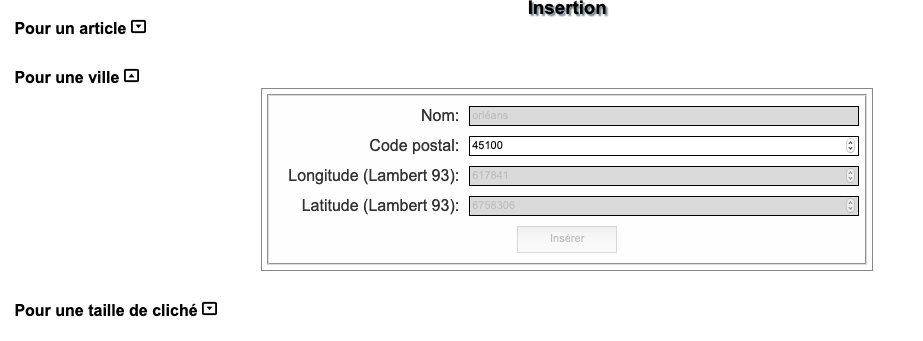 Insertion
Pour un article
Pour une ville
Nom: orléans
Code postal: 45100
Longitude (Lambert 93): 617841
Latitude (Lambert 93): 6758306
Insérer
Pour une taille de cliché